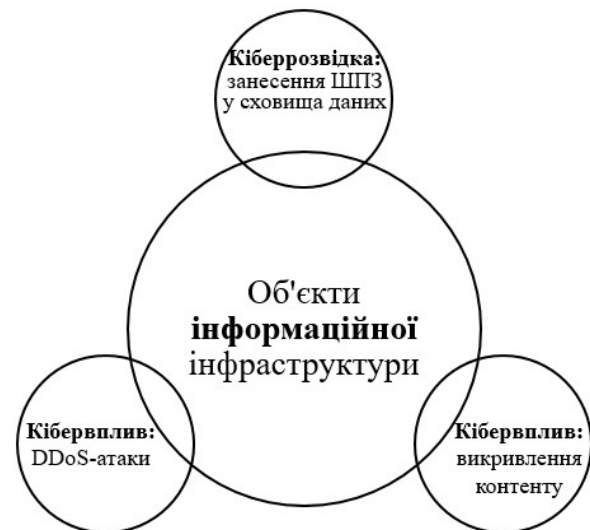 Кіберрозвідка:
занесення ШПЗ
у сховища даних
Об'єкти
інформаційної
інфраструктури
Кібервплив:
DDoS-атаки
Кібервплив:
викривлення
контенту